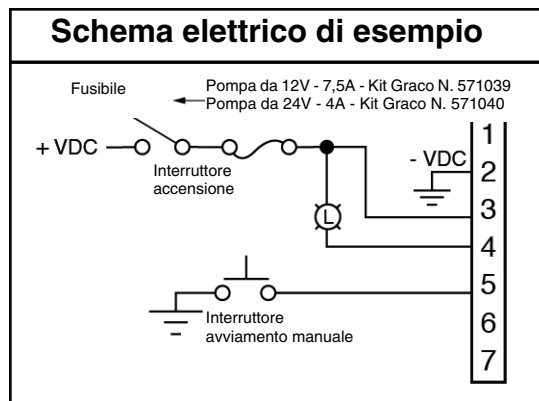 Schema elettrico di esempio
Fusibile
Pompa da 12V - 7,5A - Kit Graco N. 571039
Pompa da 24V - 4A - Kit Graco N. 571040
+ VDC
Interruttore
accensione
- VDC
1
2
3
L
4
5
Interruttore
avviamento manuale
6
7